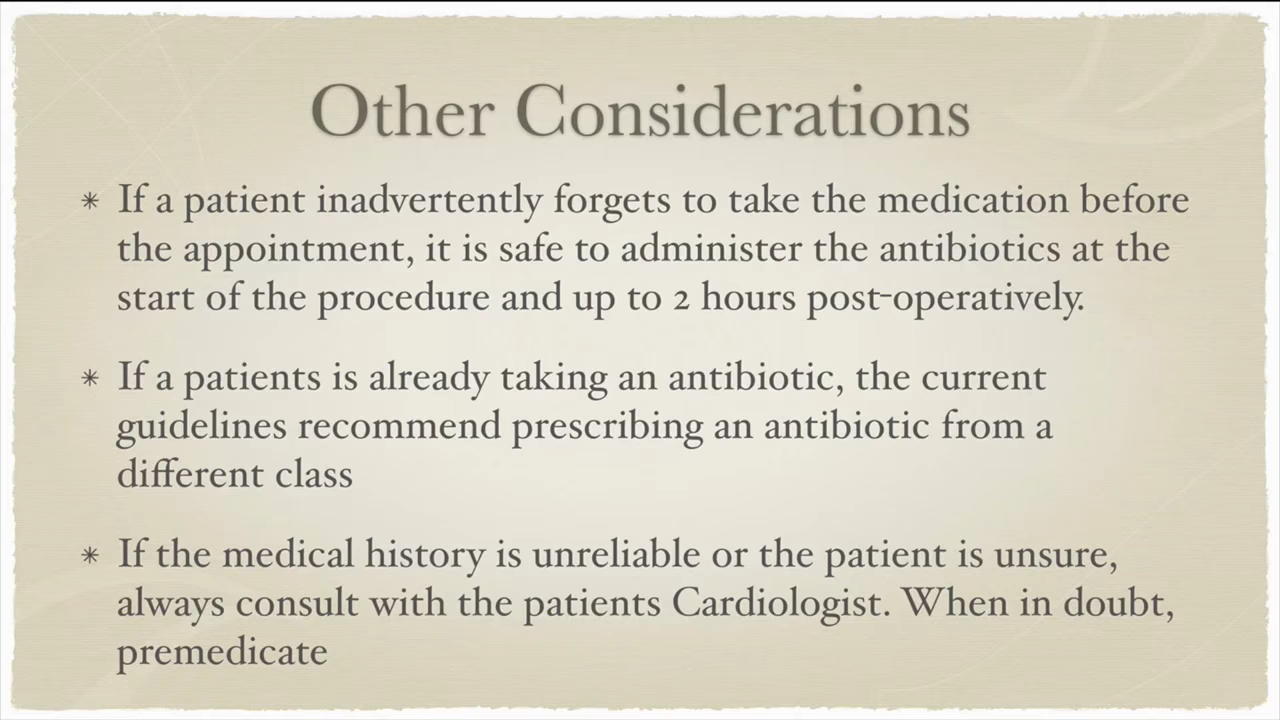 Other Considerations
* If a patient inadvertently forgets to take the medication before
the appointment, it is safe to administer the antibiotics at the
start of the procedure and up to 2 hours post-operatively.
* If a patients is already taking an antibiotic, the current
guidelines recommend prescribing an antibiotic from a
different class
* If the medical history is unreliable or the patient is unsure,
always consult with the patients Cardiologist. When in doubt,
premedicate